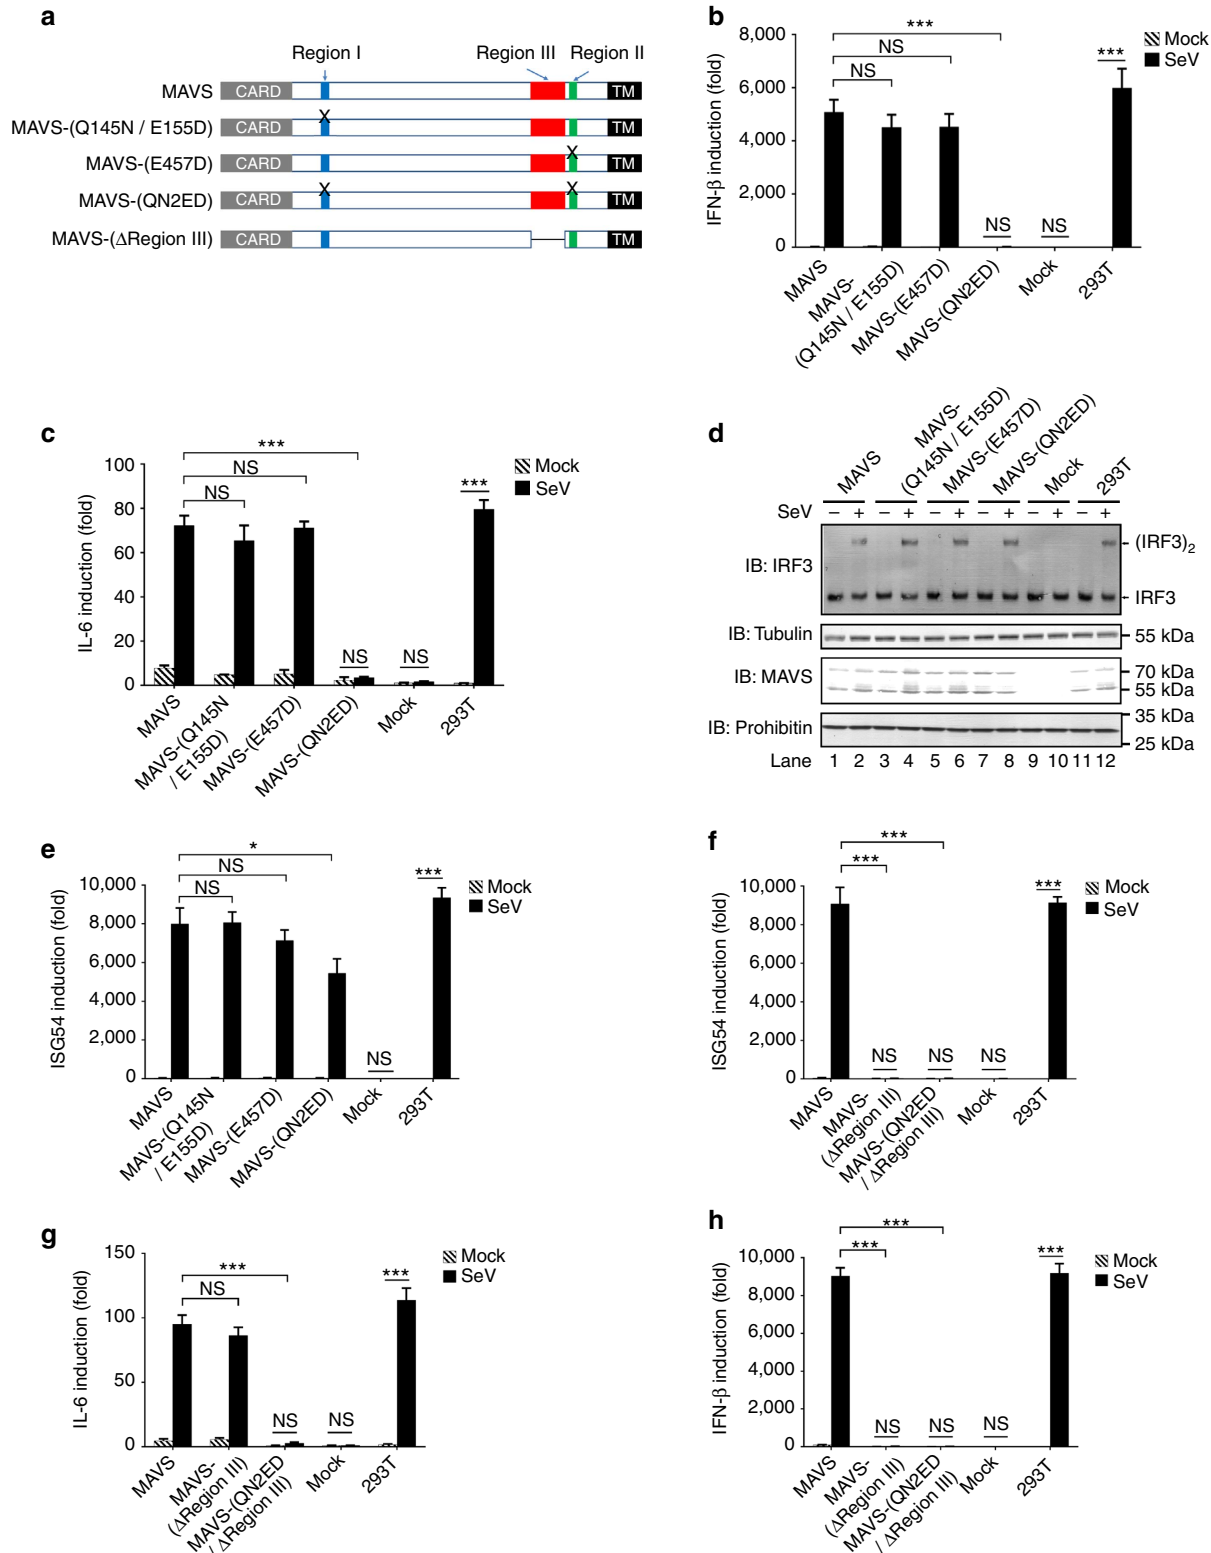 a
Region I
Region III
Region II
MAVS
CARD
TM
MAVS-(Q145N / E155D)
X
CARD
TM
MAVS-(E457D)
X
CARD
TM
MAVS-(QN2ED)
X
X
CARD
TM
MAVS-(ΔRegion III)
CARD
TM
b
IFN-β induction (fold)
8,000
6,000
4,000
2,000
0
***
NS
NS
NS
NS
***
Mock
SeV
MAVS
MAVS-
(Q145N / E155D)
MAVS-(E457D)
MAVS-(QN2ED)
Mock
293T
c
IL-6 induction (fold)
100
80
60
40
20
0
***
NS
NS
NS
NS
***
Mock
SeV
MAVS
MAVS-(Q145N
/ E155D)
MAVS-(E457D)
MAVS-(QN2ED)
Mock
293T
d
MAVS
MAVS-
(Q145N / E155D)
MAVS-(E457D)
MAVS-(QN2ED)
Mock
293T
SeV − + − + − + − + − + − +
IB: IRF3
(IRF3)2
IRF3
IB: Tubulin
55 kDa
IB: MAVS
70 kDa
55 kDa
IB: Prohibitin
35 kDa
25 kDa
Lane 1 2 3 4 5 6 7 8 9 10 11 12
e
ISG54 induction (fold)
10,000
8,000
6,000
4,000
2,000
0
*
NS
NS
NS
***
Mock
SeV
MAVS
MAVS-(Q145N
/ E155D)
MAVS-(E457D)
MAVS-(QN2ED)
Mock
293T
f
ISG54 induction (fold)
10,000
8,000
6,000
4,000
2,000
0
***
***
NS
NS
NS
***
Mock
SeV
MAVS
MAVS-
(ΔRegion III)
MAVS-(QN2ED
/ ΔRegion III)
Mock
293T
g
IL-6 induction (fold)
150
100
50
0
***
NS
NS
NS
***
Mock
SeV
MAVS
MAVS-
(ΔRegion III)
MAVS-(QN2ED
/ ΔRegion III)
Mock
293T
h
IFN-β induction (fold)
10,000
8,000
6,000
4,000
2,000
0
***
***
NS
NS
NS
***
Mock
SeV
MAVS
MAVS-
(ΔRegion III)
MAVS-(QN2ED
/ ΔRegion III)
Mock
293T